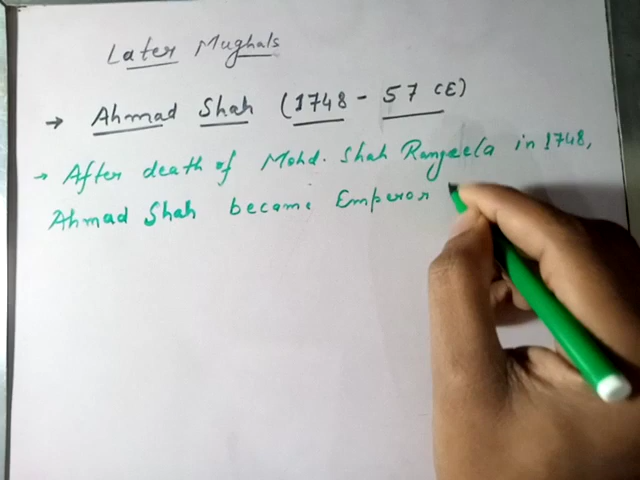 Later Mughals
→ Ahmad Shah (1748 - 57 CE)
→ After death of Mohd. Shah Rangeela in 1748,
Ahmad Shah became Emperor